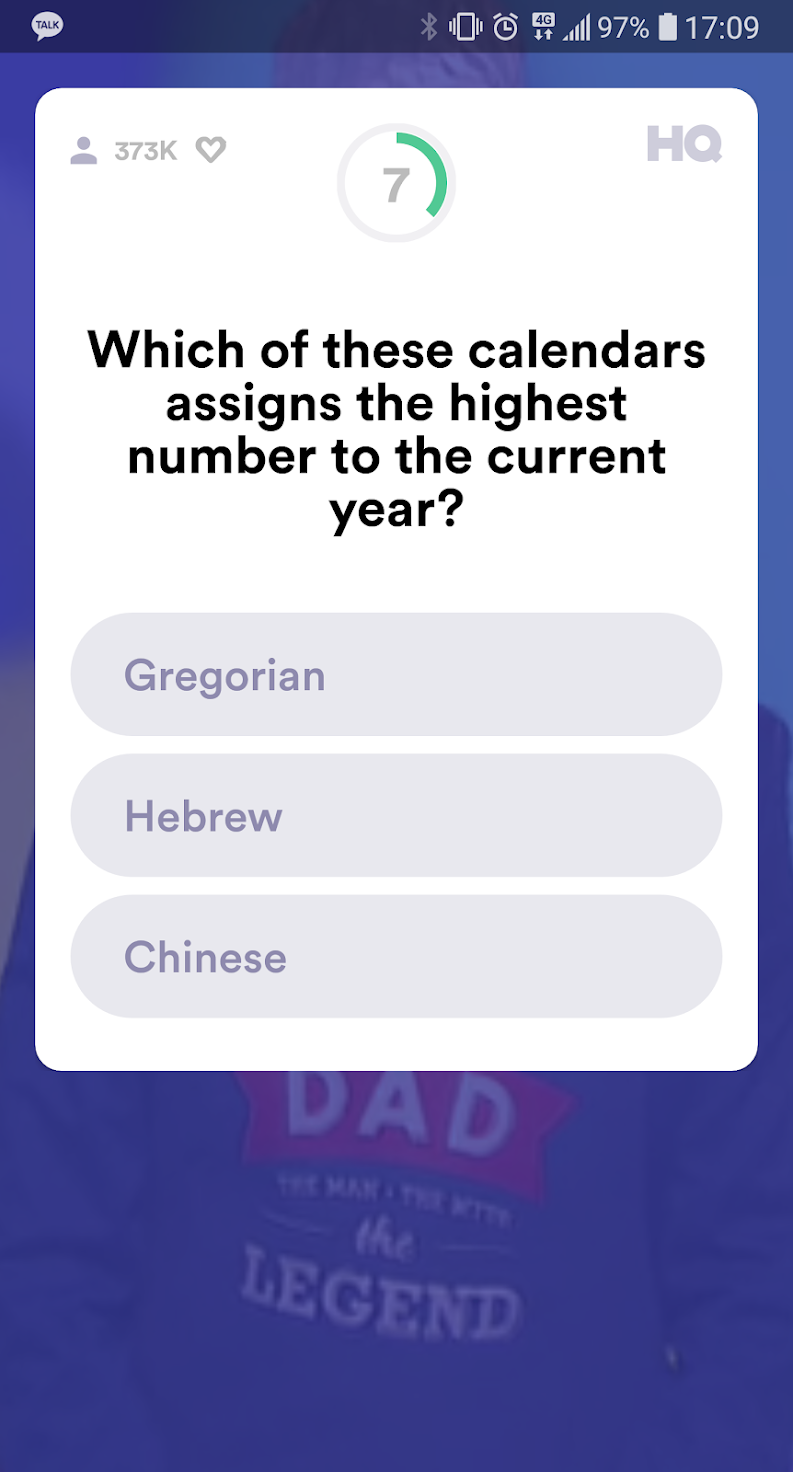 TALK
4G
97%
17:09
373K
7
HQ
Which of these calendars
assigns the highest
number to the current
year?
Gregorian
Hebrew
Chinese
DAD
THE MAN • THE MYTH
the
LEGEND